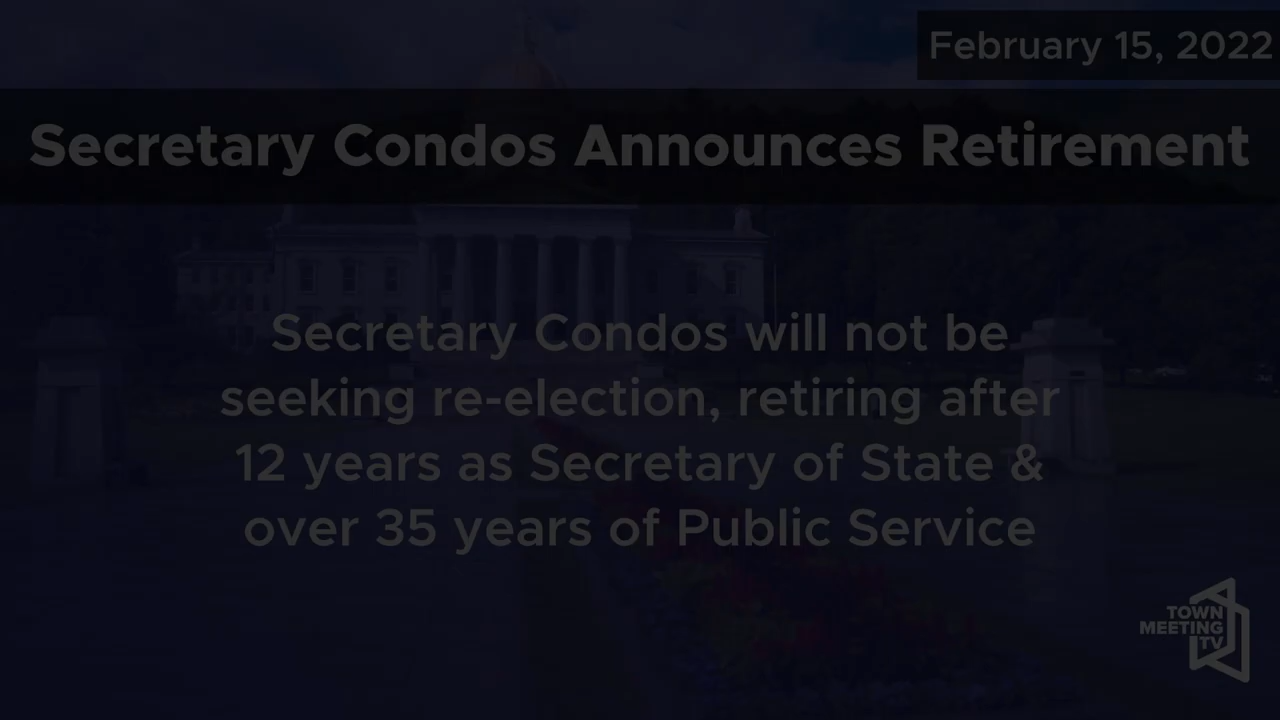 February 15, 2022
Secretary Condos Announces Retirement
Secretary Condos will not be
seeking re-election, retiring after
12 years as Secretary of State &
over 35 years of Public Service
TOWN
MEETING
TV